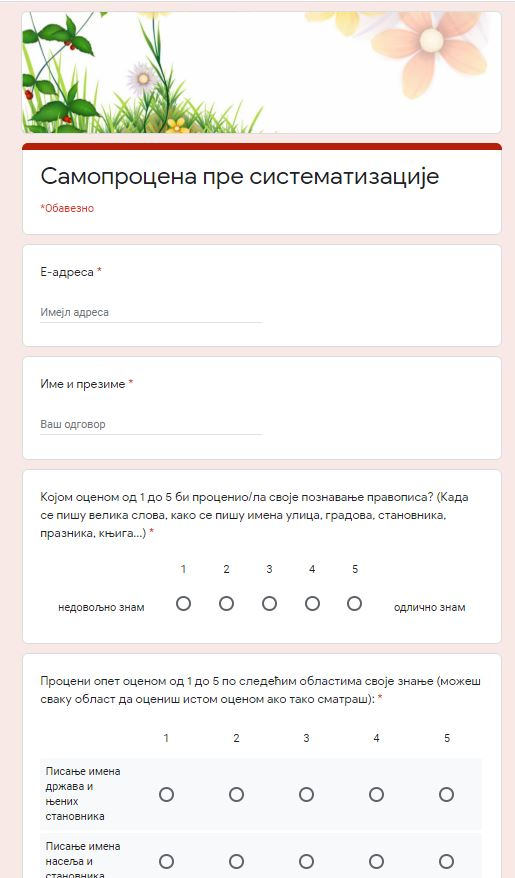 Самопроцена пре систематизације
*Обавезно
Е-адреса *
Имејл адреса
Име и презиме *
Ваш одговор
Којом оценом од 1 до 5 би проценио/ла своје познавање правописа? (Када
се пишу велика слова, како се пишу имена улица, градова, становника,
празника, књига...) *
1 2 3 4 5
недовољно знам
одлично знам
Процени опет оценом од 1 до 5 по следећим областима своје знање (можеш
сваку област да оцениш истом оценом ако тако сматраш): *
1 2 3 4 5
Писање имена
држава и
њених
становника
Писање имена
насеља и
становника